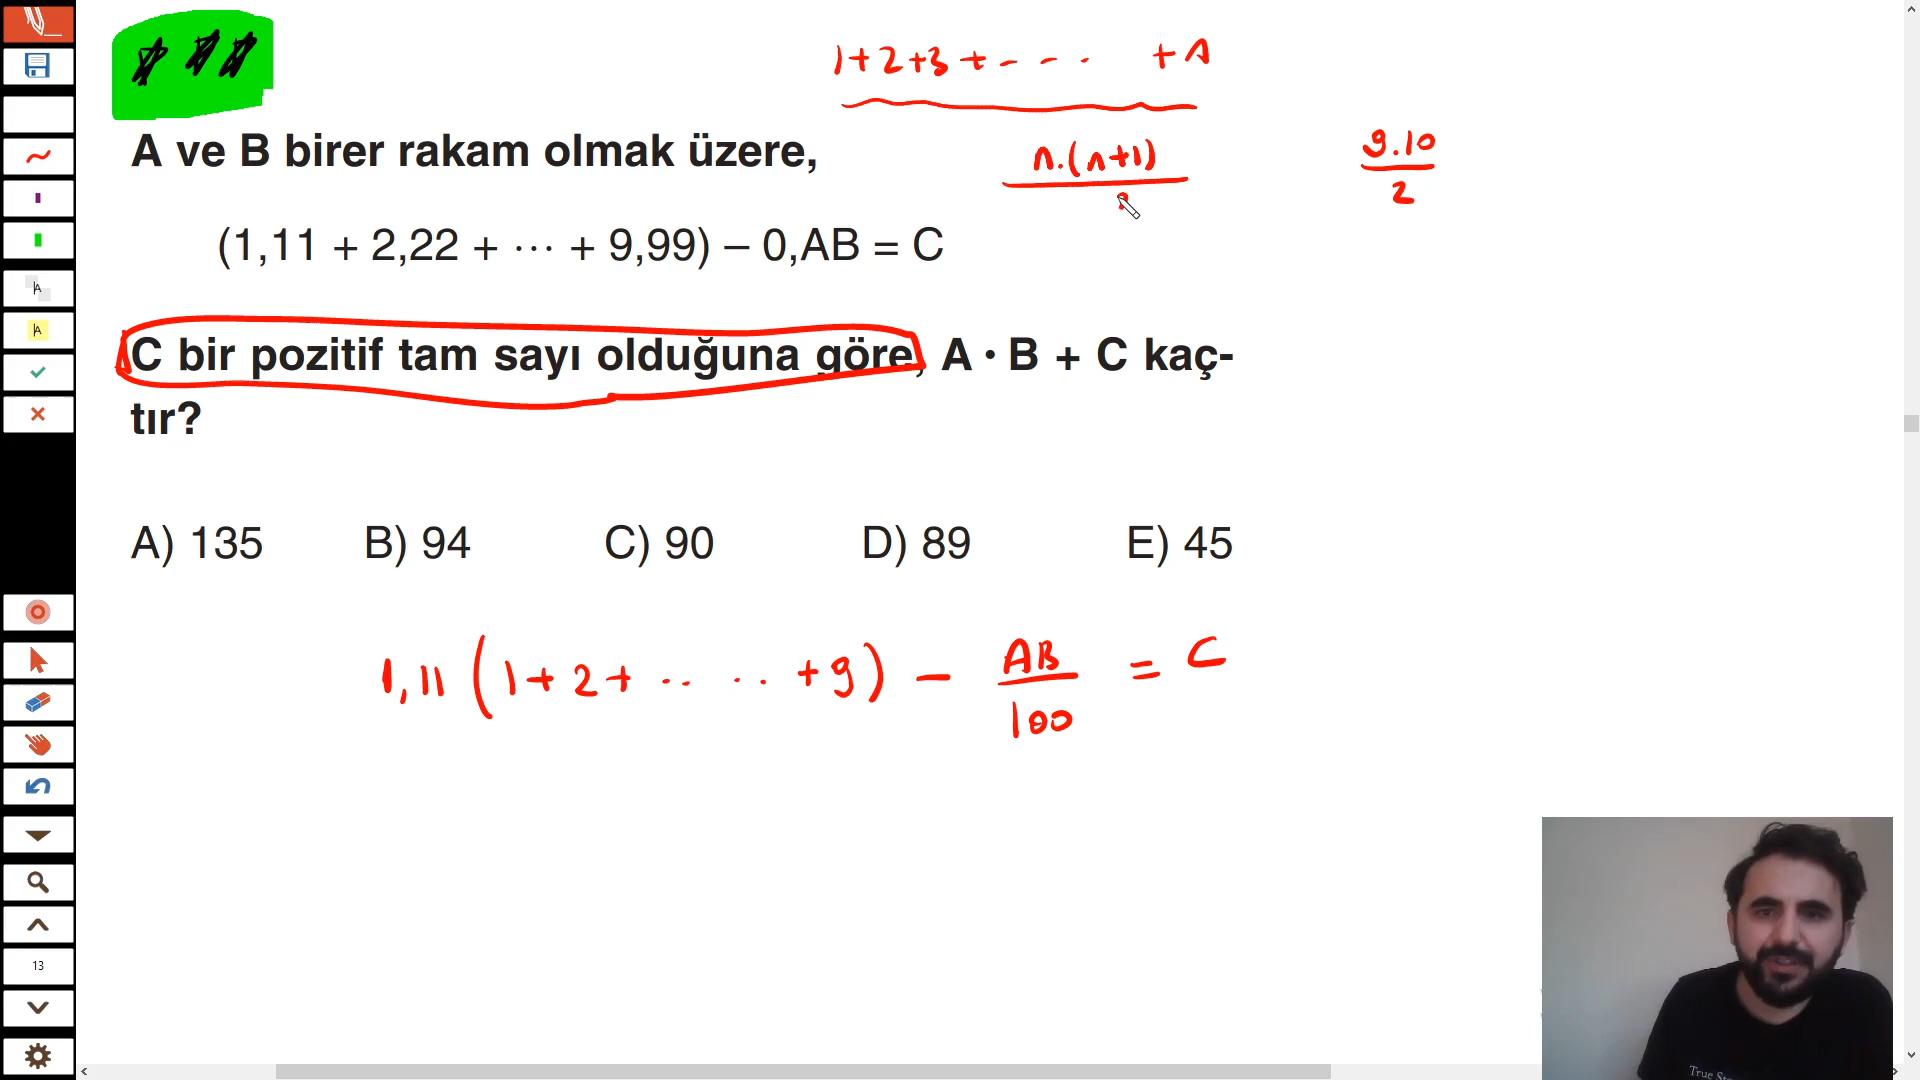 1+2+3+---- +n
A ve B birer rakam olmak üzere,
n.(n+1)
9.10
2
(1,11 + 2,22 + ··· + 9,99) – 0,AB = C
C bir pozitif tam sayı olduğuna göre, A • B + C kaç-
tır?
A) 135 B) 94 C) 90 D) 89 E) 45
1,11 (1+2+ .. .. +9) - AB/100 = C
13